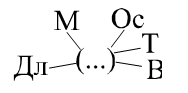 М Ос
Дл (...) Т
В